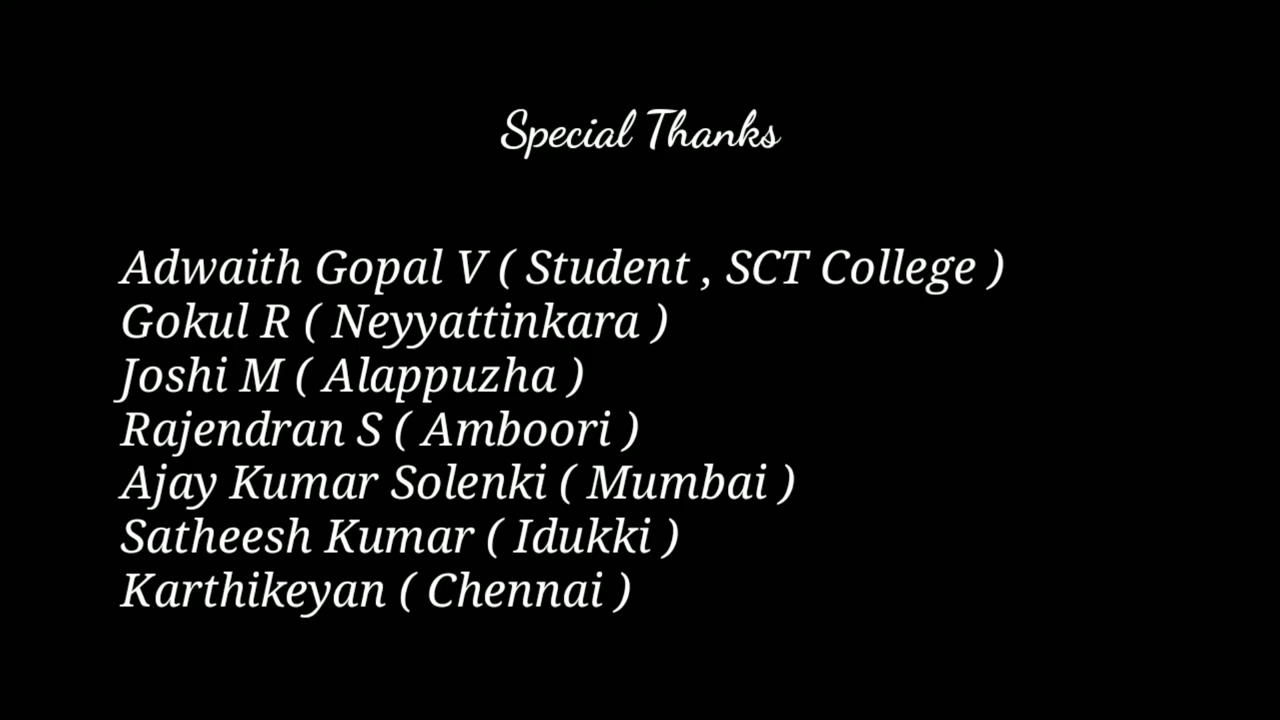 Special Thanks
Adwaith Gopal V ( Student , SCT College )
Gokul R ( Neyyattinkara )
Joshi M ( Alappuzha )
Rajendran S ( Amboori )
Ajay Kumar Solenki ( Mumbai )
Satheesh Kumar ( Idukki )
Karthikeyan ( Chennai )